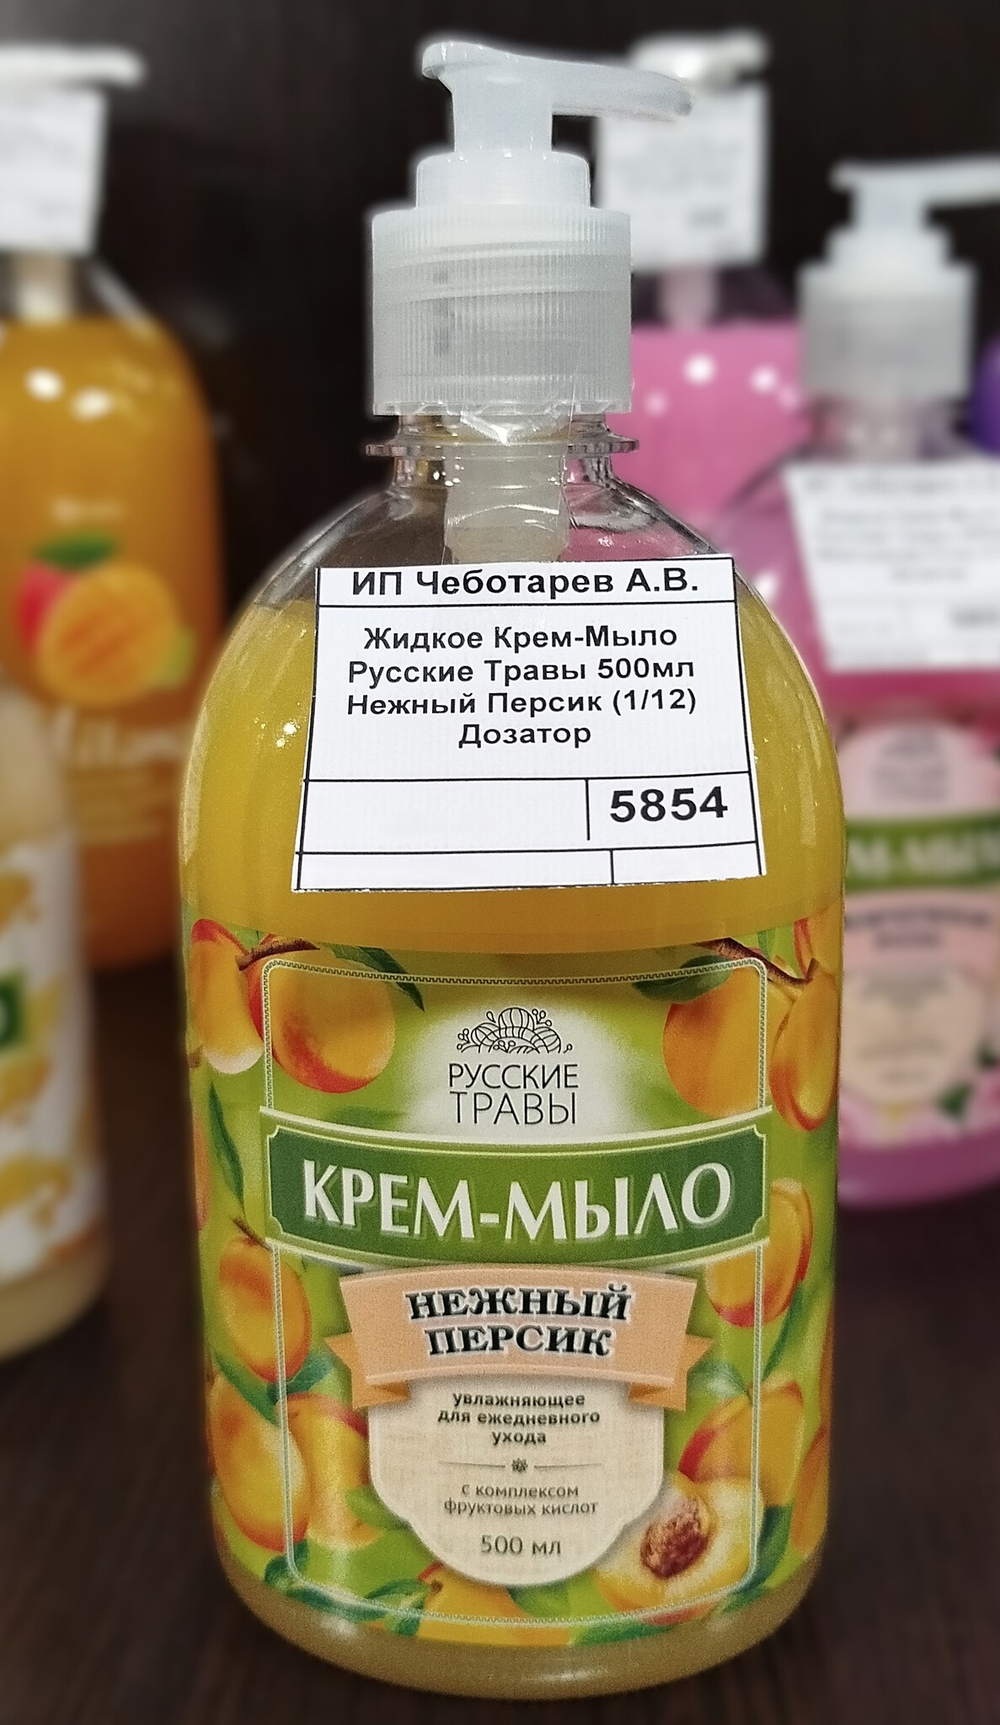 ИП Чеботарев А.В.
Жидкое Крем-Мыло
Русские Травы 500мл
Нежный Персик (1/12)
Дозатор
5854
РУССКИЕ
ТРАВЫ
КРЕМ-МЫЛО
НЕЖНЫЙ
ПЕРСИК
увлажняющее
для ежедневного
ухода
с комплексом
фруктовых кислот
500 мл